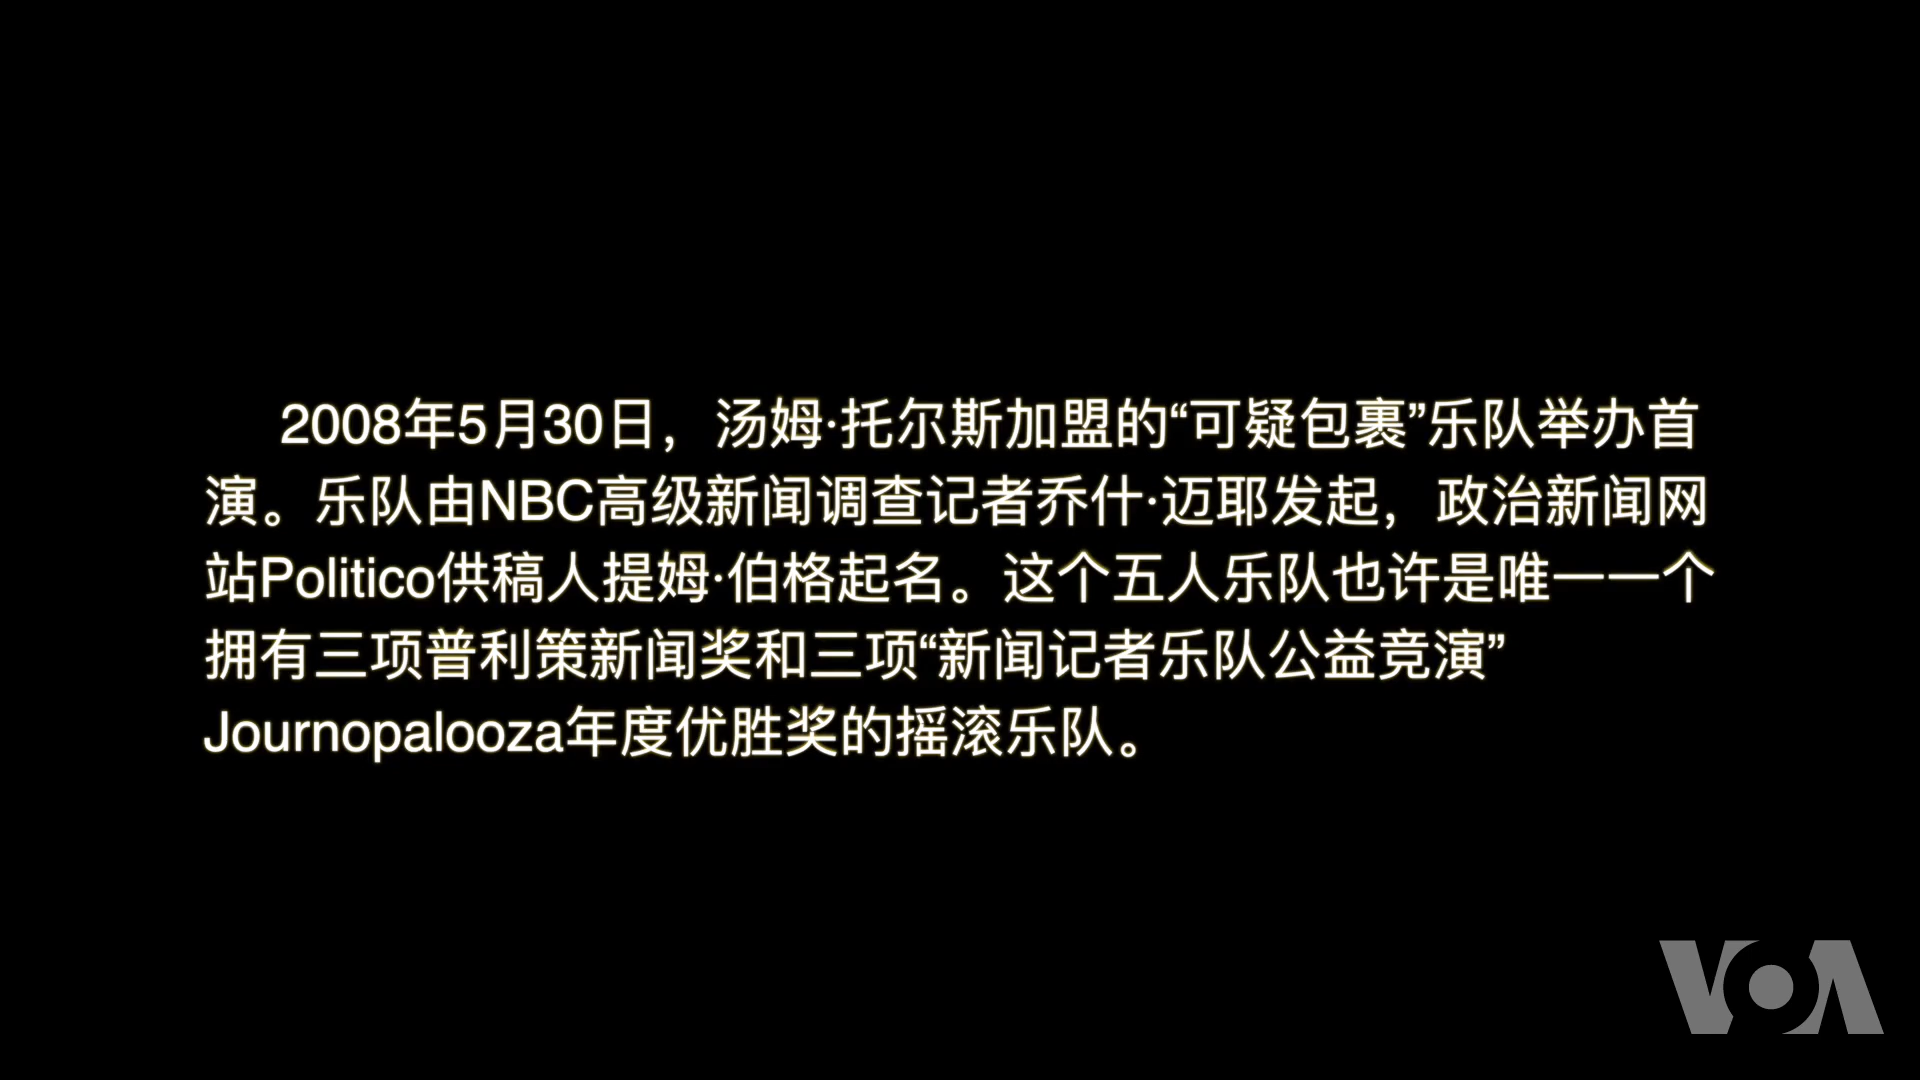 2008年5月30日，汤姆·托尔斯加盟的“可疑包裹”乐队举办首
演。乐队由NBC高级新闻调查记者乔什·迈耶发起，政治新闻网
站Politico供稿人提姆·伯格起名。这个五人乐队也许是唯一一个
拥有三项普利策新闻奖和三项“新闻记者乐队公益竞演”
Journopalooza年度优胜奖的摇滚乐队。
VOA